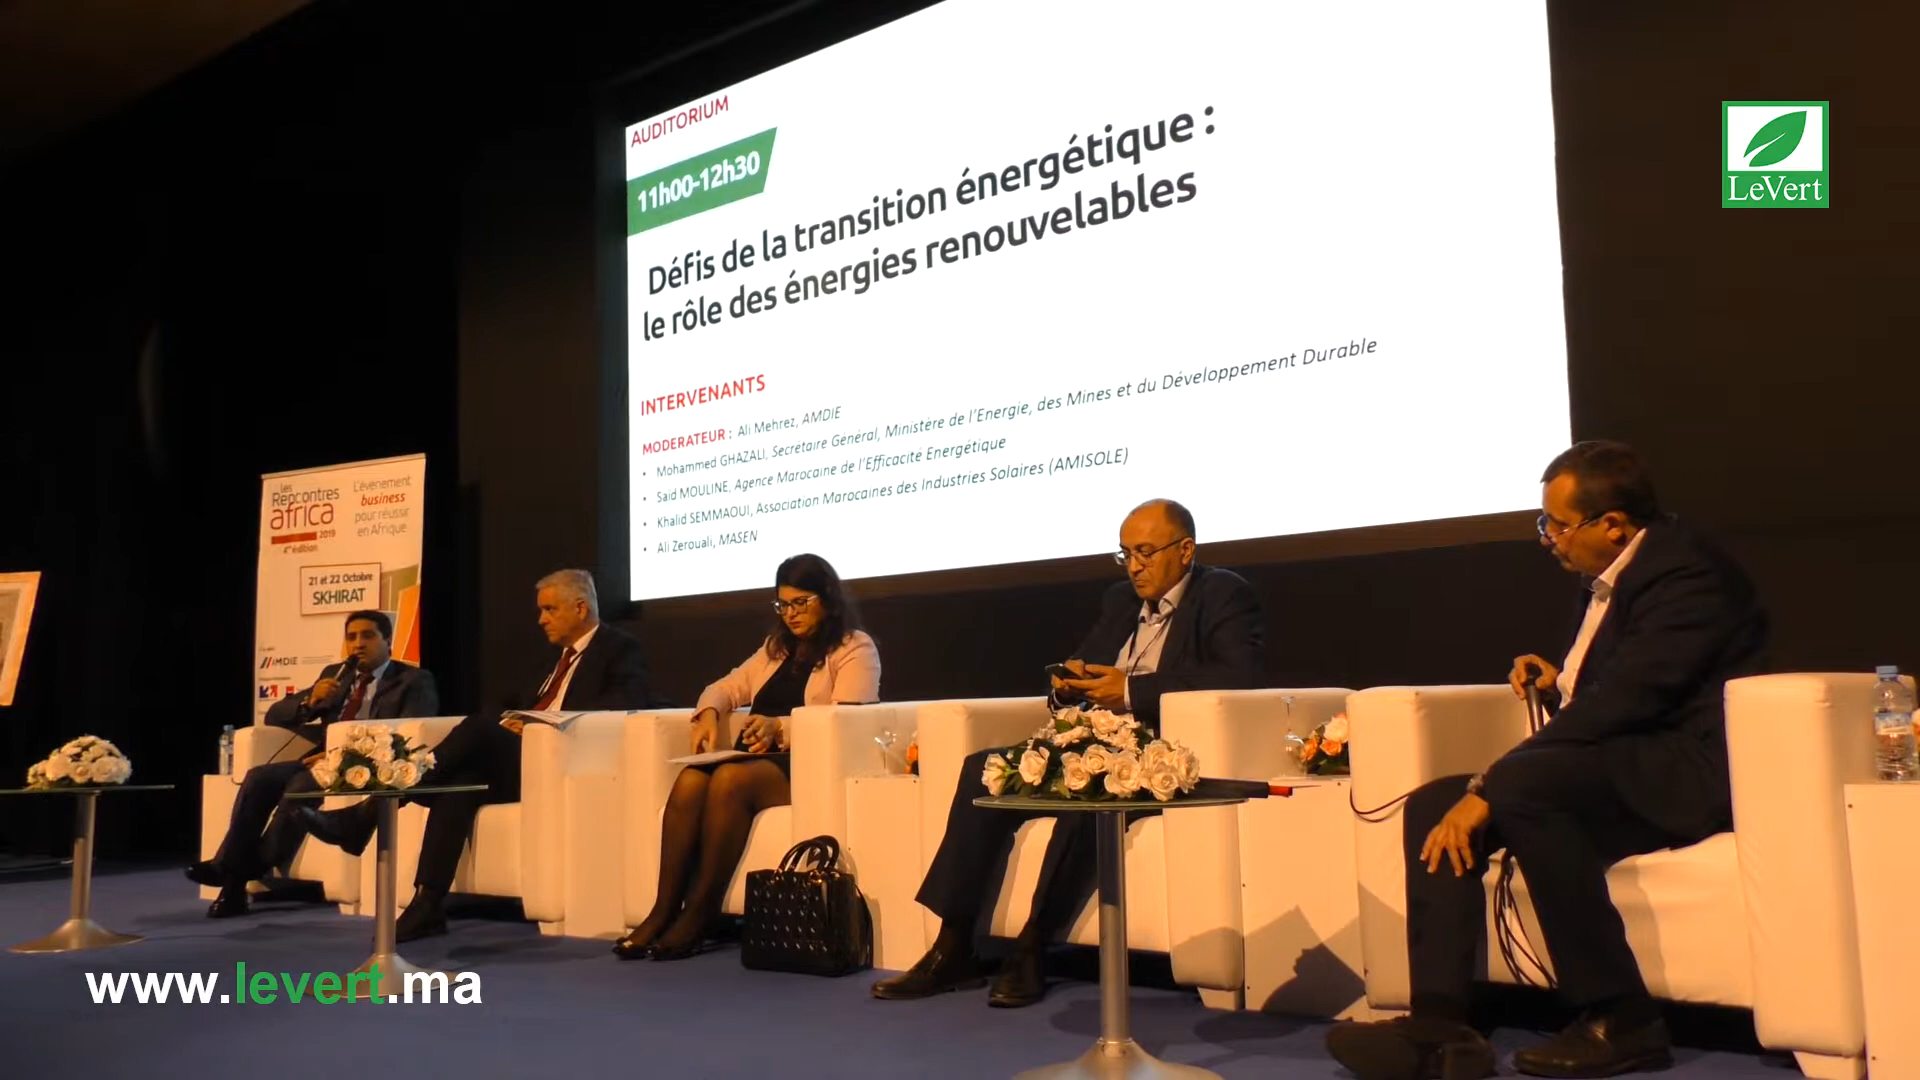 AUDITORIUM
11h00-12h30
Défis de la transition énergétique :
le rôle des énergies renouvelables
INTERVENANTS
MODERATEUR : Ali Mehrez, AMDIE
• Mohammed GHAZALI, Secrétaire Général, Ministère de l'Energie, des Mines et du Développement Durable
• Said MOULINE, Agence Marocaine de l'Efficacité Energétique
• Khalid SEMMAOUI, Association Marocaines des Industries Solaires (AMISOLE)
• Ali Zerouali, MASEN
LeVert
les
Rencontres
africa
2019
4e édition
L'événement
business
pour réussir
en Afrique
21 et 22 Octobre
SKHIRAT
AMDIE
www.levert.ma